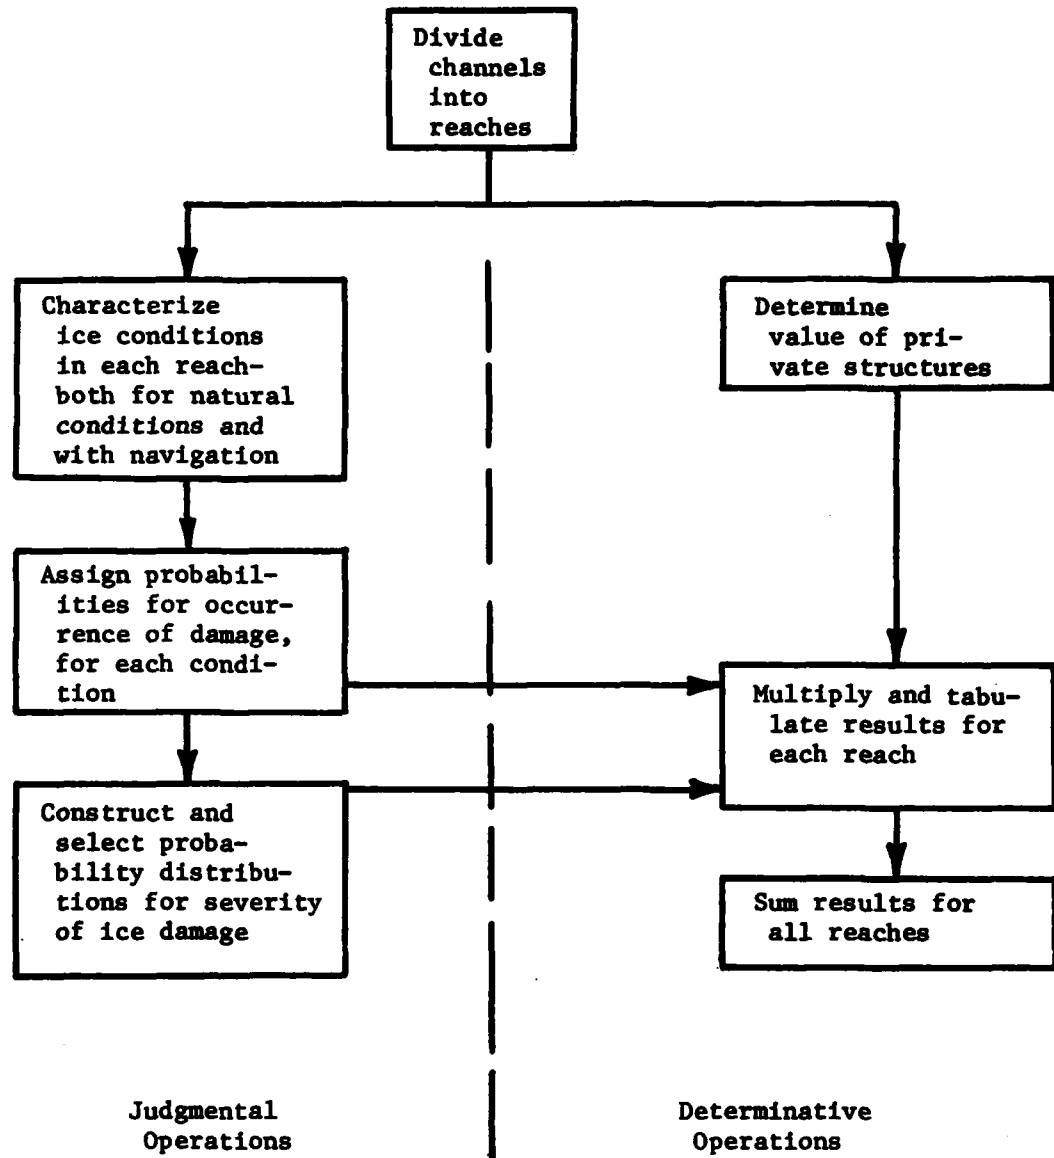 Divide
channels
into
reaches
Characterize
ice conditions
in each reach-
both for natural
conditions and
with navigation
Determine
value of pri-
vate structures
Assign probabil-
ities for occur-
rence of damage,
for each condi-
tion
Multiply and tabu-
late results for
each reach
Construct and
select proba-
bility distribu-
tions for severity
of ice damage
Sum results for
all reaches
Judgmental
Operations
Determinative
Operations